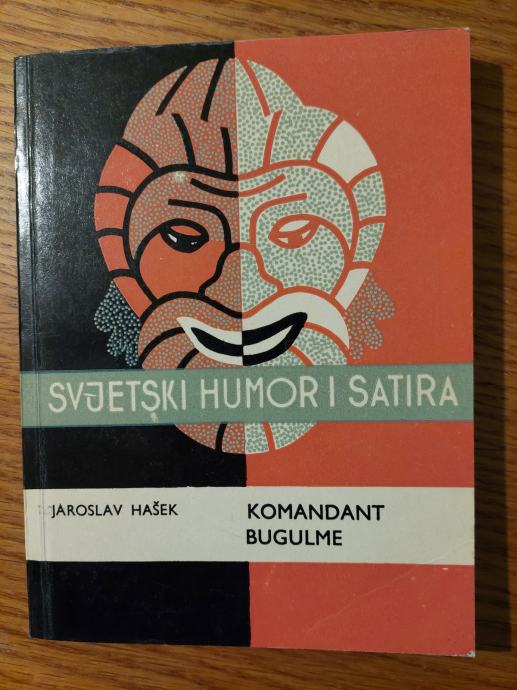 SVJETSKI HUMOR I SATIRA
JAROSLAV HAŠEK
KOMANDANT
BUGULME